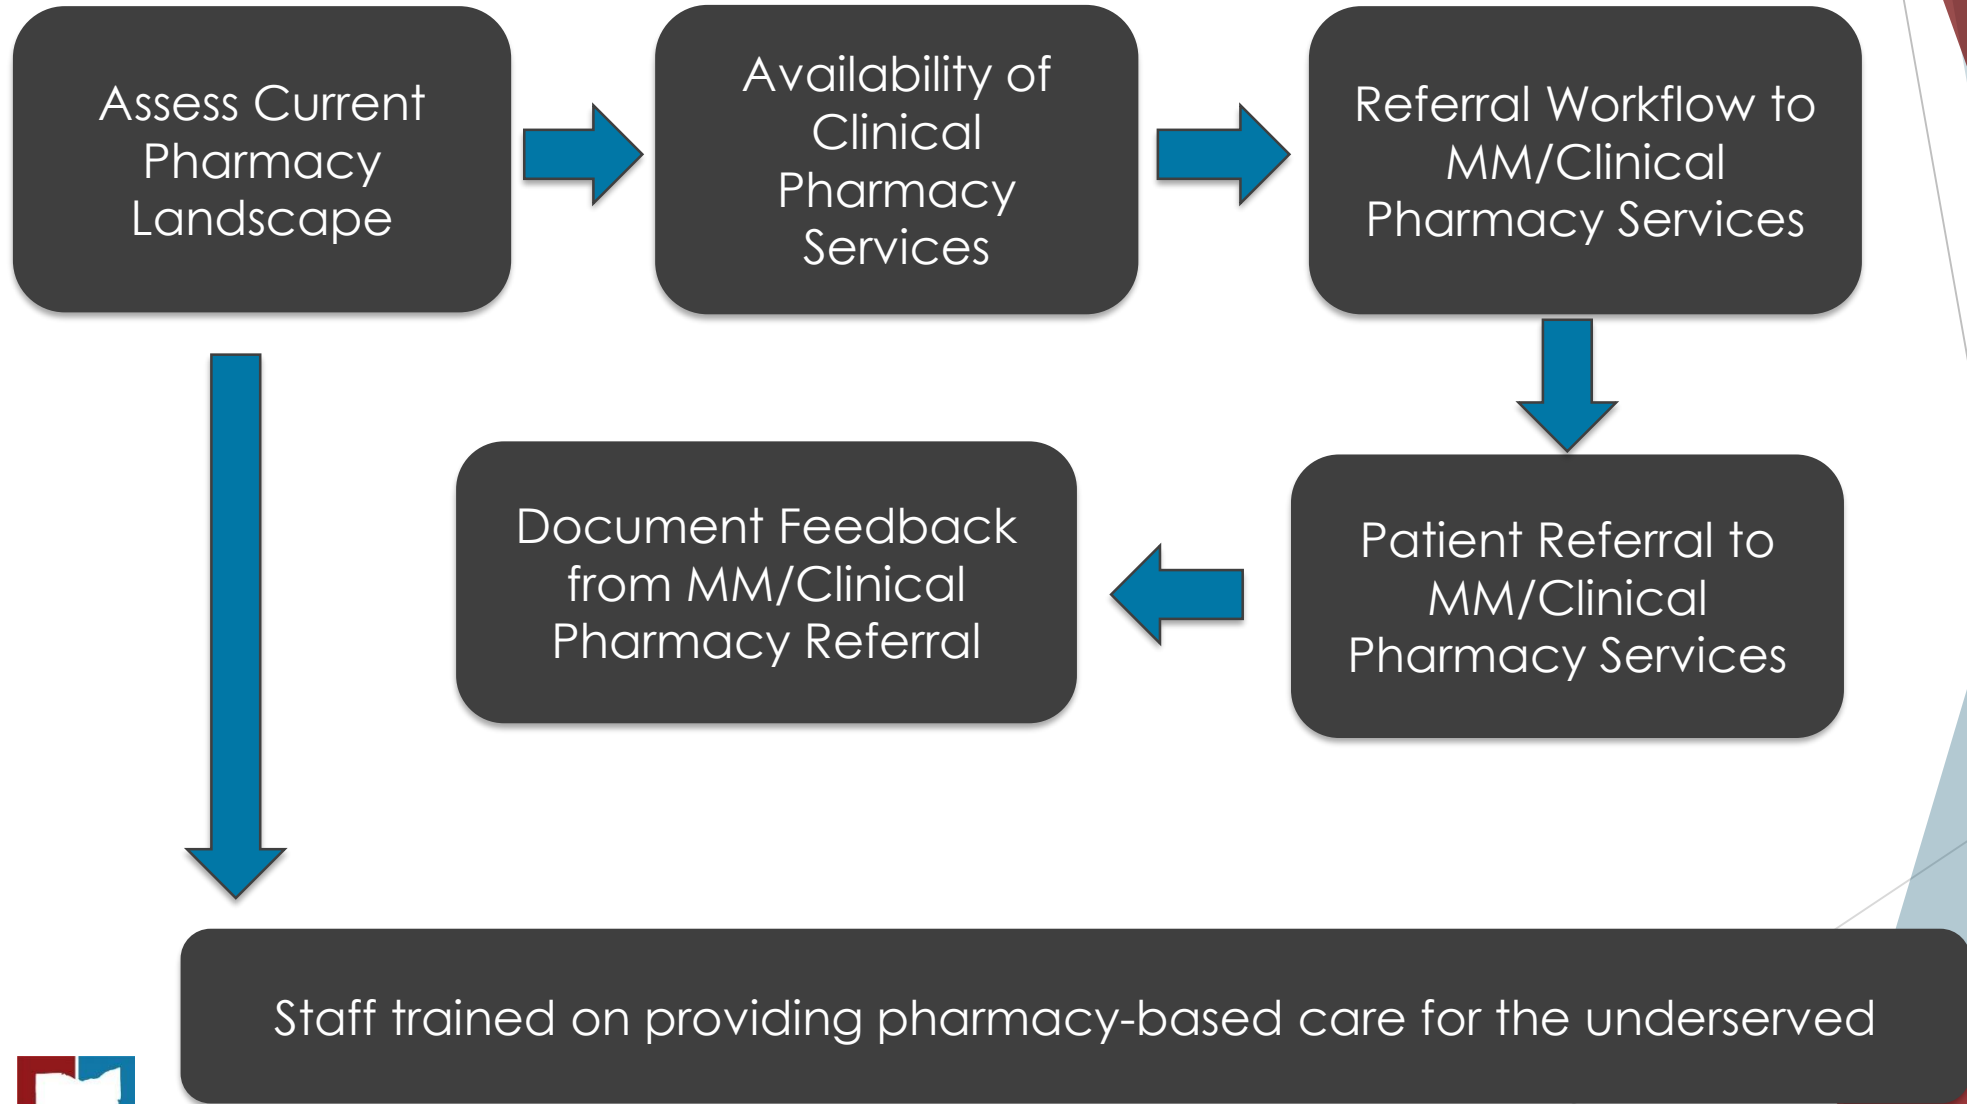 Assess Current
Pharmacy
Landscape
Availability of
Clinical
Pharmacy
Services
Referral Workflow to
MM/Clinical
Pharmacy Services
Patient Referral to
MM/Clinical
Pharmacy Services
Document Feedback
from MM/Clinical
Pharmacy Referral
Staff trained on providing pharmacy-based care for the underserved